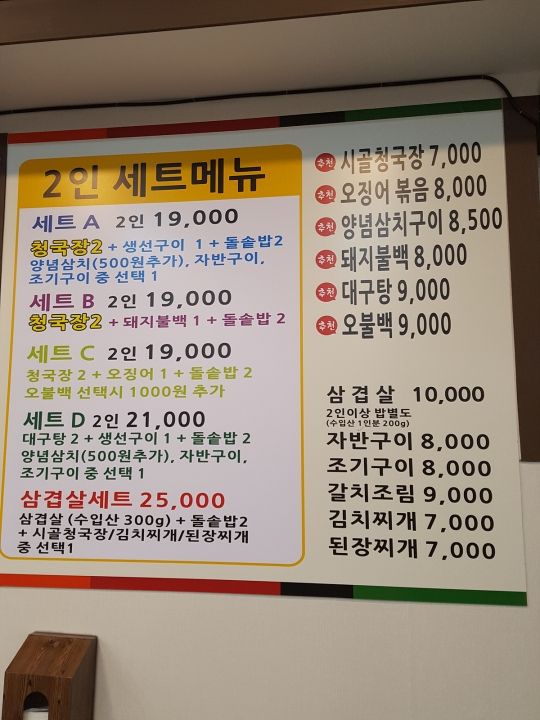 2인 세트메뉴
세트 A 2인 19,000
청국장2 + 생선구이 1 + 돌솥밥2
양념삼치(500원추가), 자반구이,
조기구이 중 선택 1
세트 B 2인 19,000
청국장2 + 돼지불백 1 + 돌솥밥 2
세트 C 2인 19,000
청국장 2 + 오징어 1 + 돌솥밥 2
오불백 선택시 1000원 추가
세트 D 2인 21,000
대구탕 2 + 생선구이 1 + 돌솥밥 2
양념삼치(500원추가), 자반구이,
조기구이 중 선택 1
삼겹살세트 25,000
삼겹살 (수입산 300g) + 돌솥밥2
+ 시골청국장/김치찌개/된장찌개
중 선택1
추천 시골청국장 7,000
추천 오징어 볶음 8,000
추천 양념삼치구이 8,500
추천 돼지불백 8,000
추천 대구탕 9,000
추천 오불백 9,000
삼겹살 10,000
2인이상 밥별도
(수입산 1인분 200g)
자반구이 8,000
조기구이 8,000
갈치조림 9,000
김치찌개 7,000
된장찌개 7,000